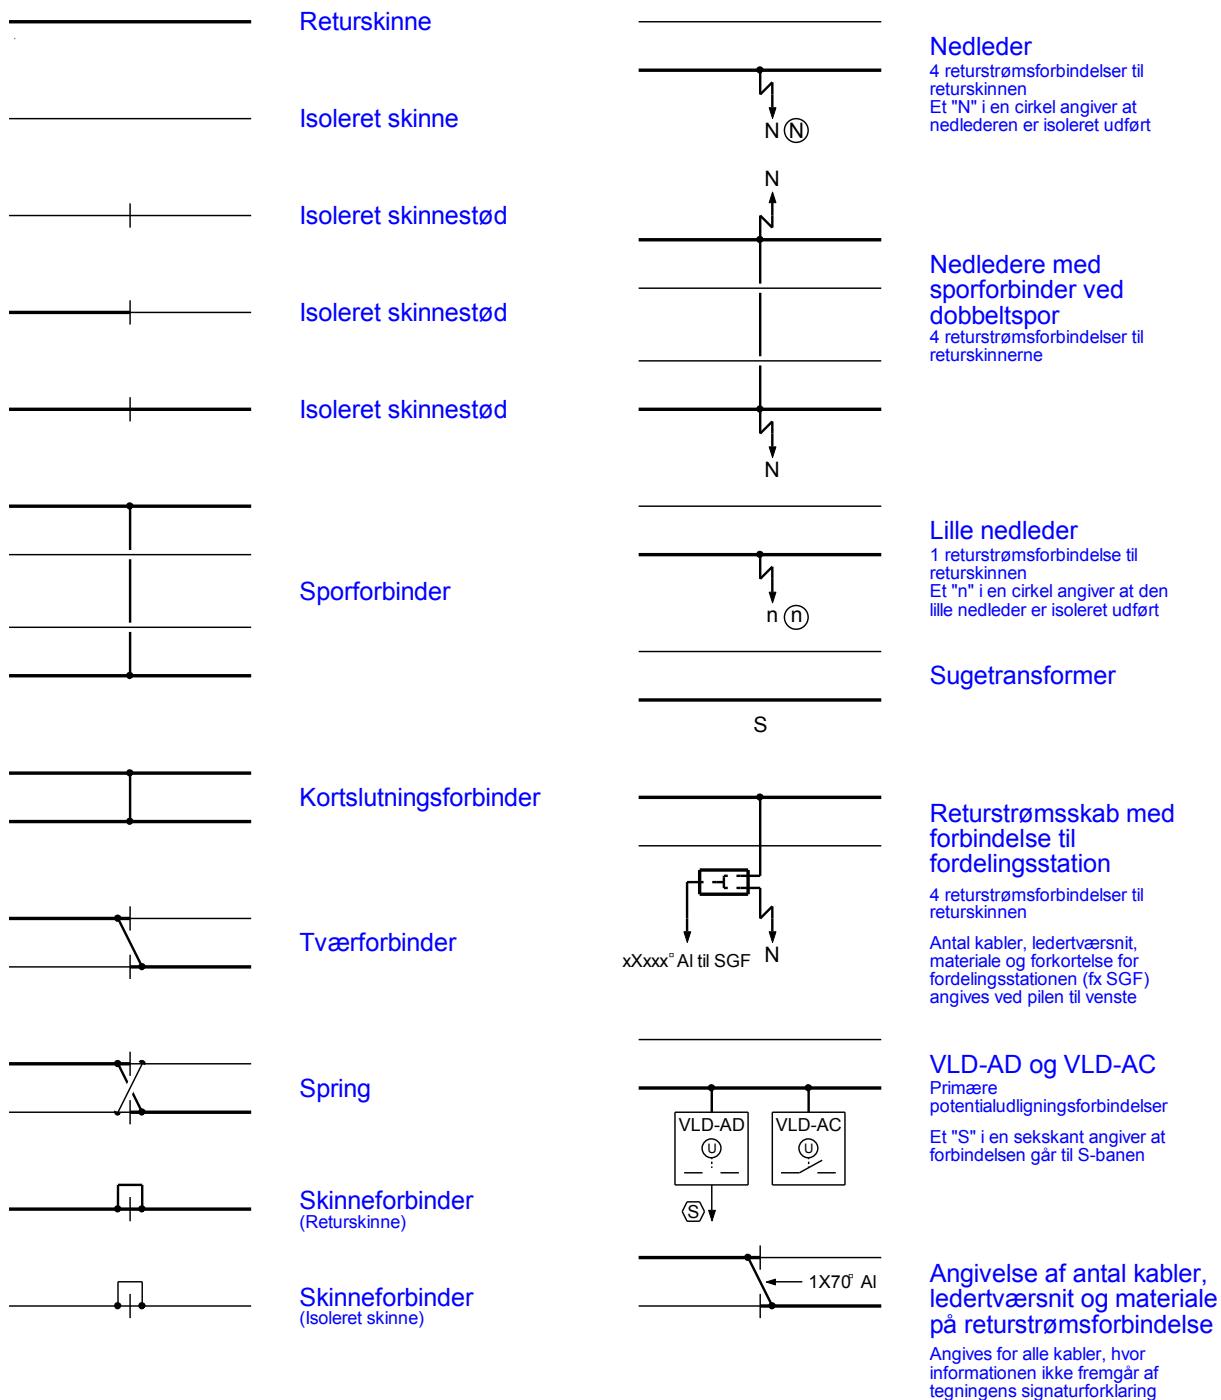 Returskinne
Isoleret skinne
Isoleret skinnestød
Isoleret skinnestød
Isoleret skinnestød
Sporforbinder
Kortslutningsforbinder
Tværforbinder
Spring
Skinneforbinder
(Returskinne)
Skinneforbinder
(Isoleret skinne)
N N
Nedleder
4 returstrømsforbindelser til
returskinnen
Et "N" i en cirkel angiver at
nedlederen er isoleret udført
N
N
Nedledere med
sporforbinder ved
dobbeltspor
4 returstrømsforbindelser til
returskinnerne
n n
Lille nedleder
1 returstrømsforbindelse til
returskinnen
Et "n" i en cirkel angiver at den
lille nedleder er isoleret udført
S
Sugetransformer
xXxxx▫ Al til SGF N
Returstrømsskab med
forbindelse til
fordelingsstation
4 returstrømsforbindelser til
returskinnen
Antal kabler, ledertværsnit,
materiale og forkortelse for
fordelingsstationen (fx SGF)
angives ved pilen til venste
VLD-AD VLD-AC
U U
S
VLD-AD og VLD-AC
Primære
potentialudligningsforbindelser
Et "S" i en sekskant angiver at
forbindelsen går til S-banen
1X70▫ Al
Angivelse af antal kabler,
ledertværsnit og materiale
på returstrømsforbindelse
Angives for alle kabler, hvor
informationen ikke fremgår af
tegningens signaturforklaring